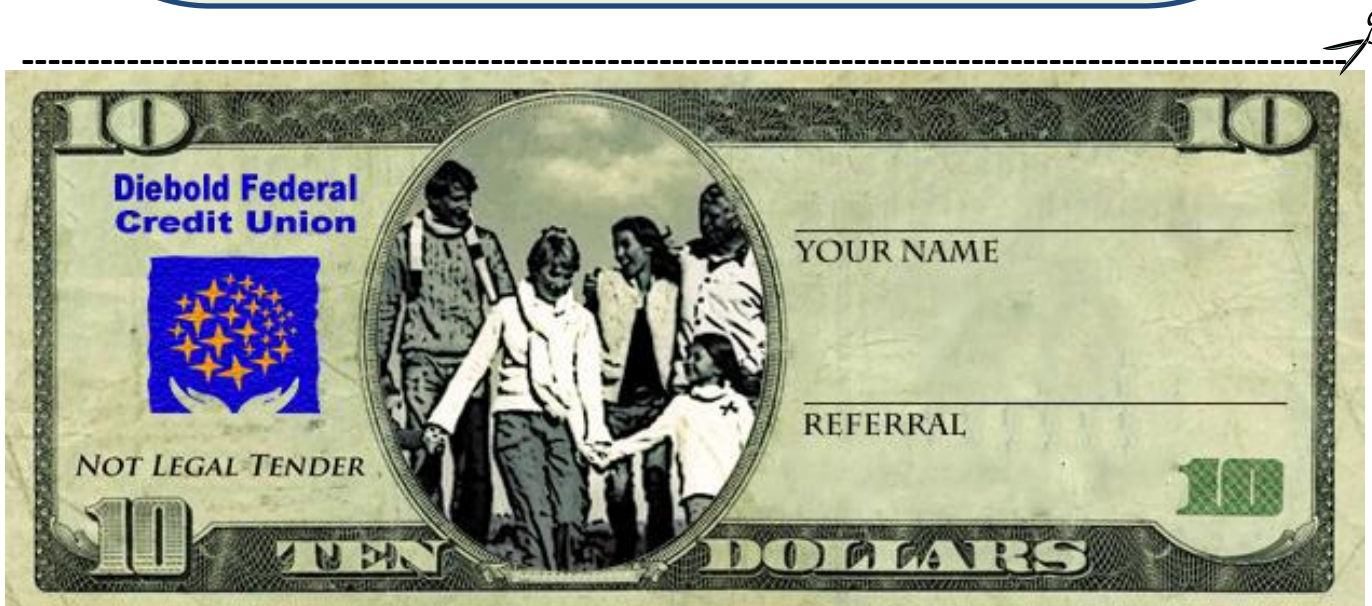 10
10
Diebold Federal
Credit Union
YOUR NAME
REFERRAL
NOT LEGAL TENDER
10
10
TEN DOLLARS